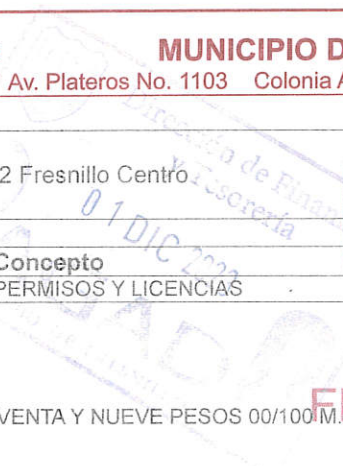 MUNICIPIO D
Av. Plateros No. 1103 Colonia A
Dirección de Finan
y Tesorería
2 Fresnillo Centro
01 DIC
Concepto
PERMISOS Y LICENCIAS
VENTA Y NUEVE PESOS 00/100 M.